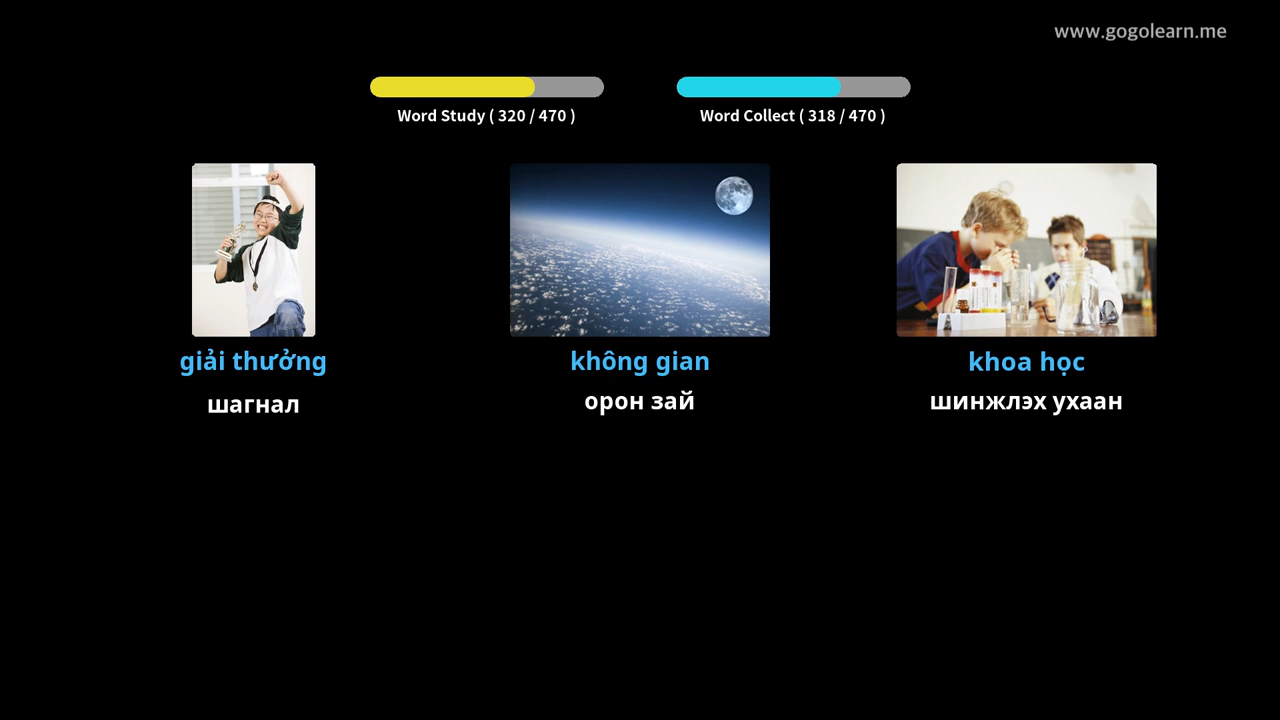 www.gogolearn.me
Word Study ( 320 / 470 )
Word Collect ( 318 / 470 )
giải thưởng
không gian
khoa học
шагнал
орон зай
шинжлэх ухаан